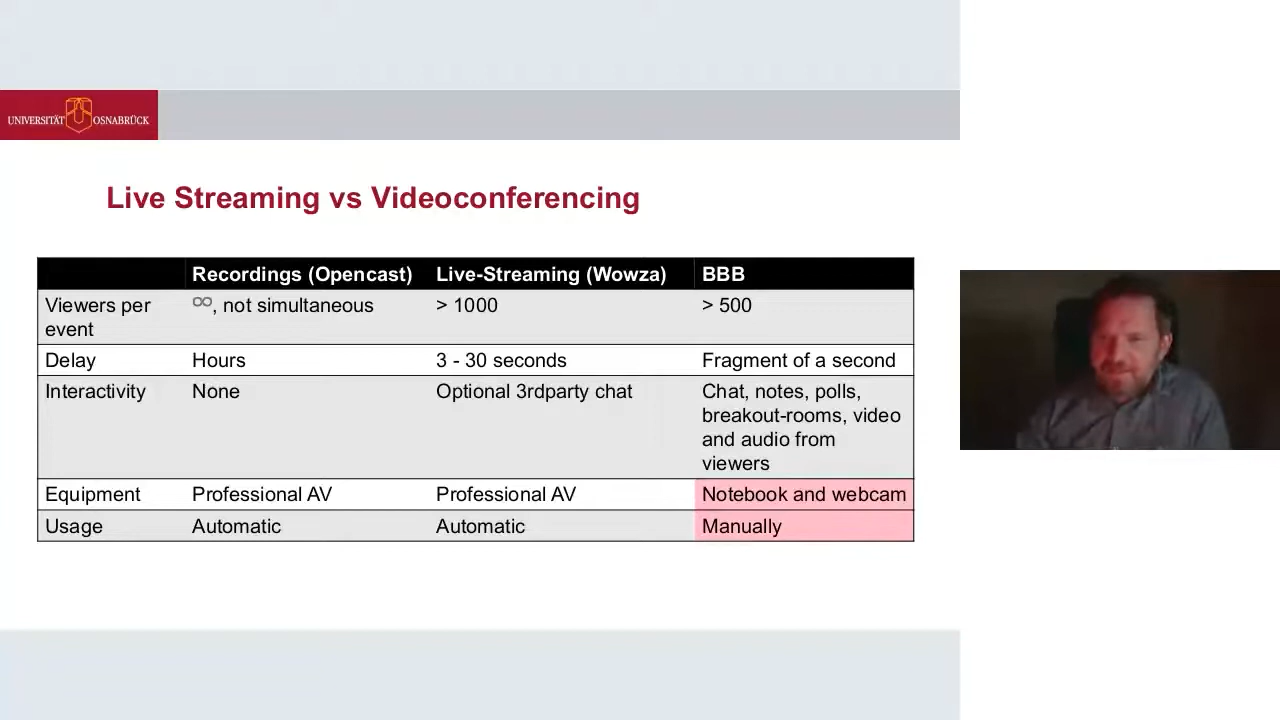 UNIVERSITÄT OSNABRÜCK
Live Streaming vs Videoconferencing
Recordings (Opencast) Live-Streaming (Wowza) BBB
Viewers per event ∞, not simultaneous > 1000 > 500
Delay Hours 3 - 30 seconds Fragment of a second
Interactivity None Optional 3rdparty chat Chat, notes, polls,
breakout-rooms, video
and audio from
viewers
Equipment Professional AV Professional AV Notebook and webcam
Usage Automatic Automatic Manually